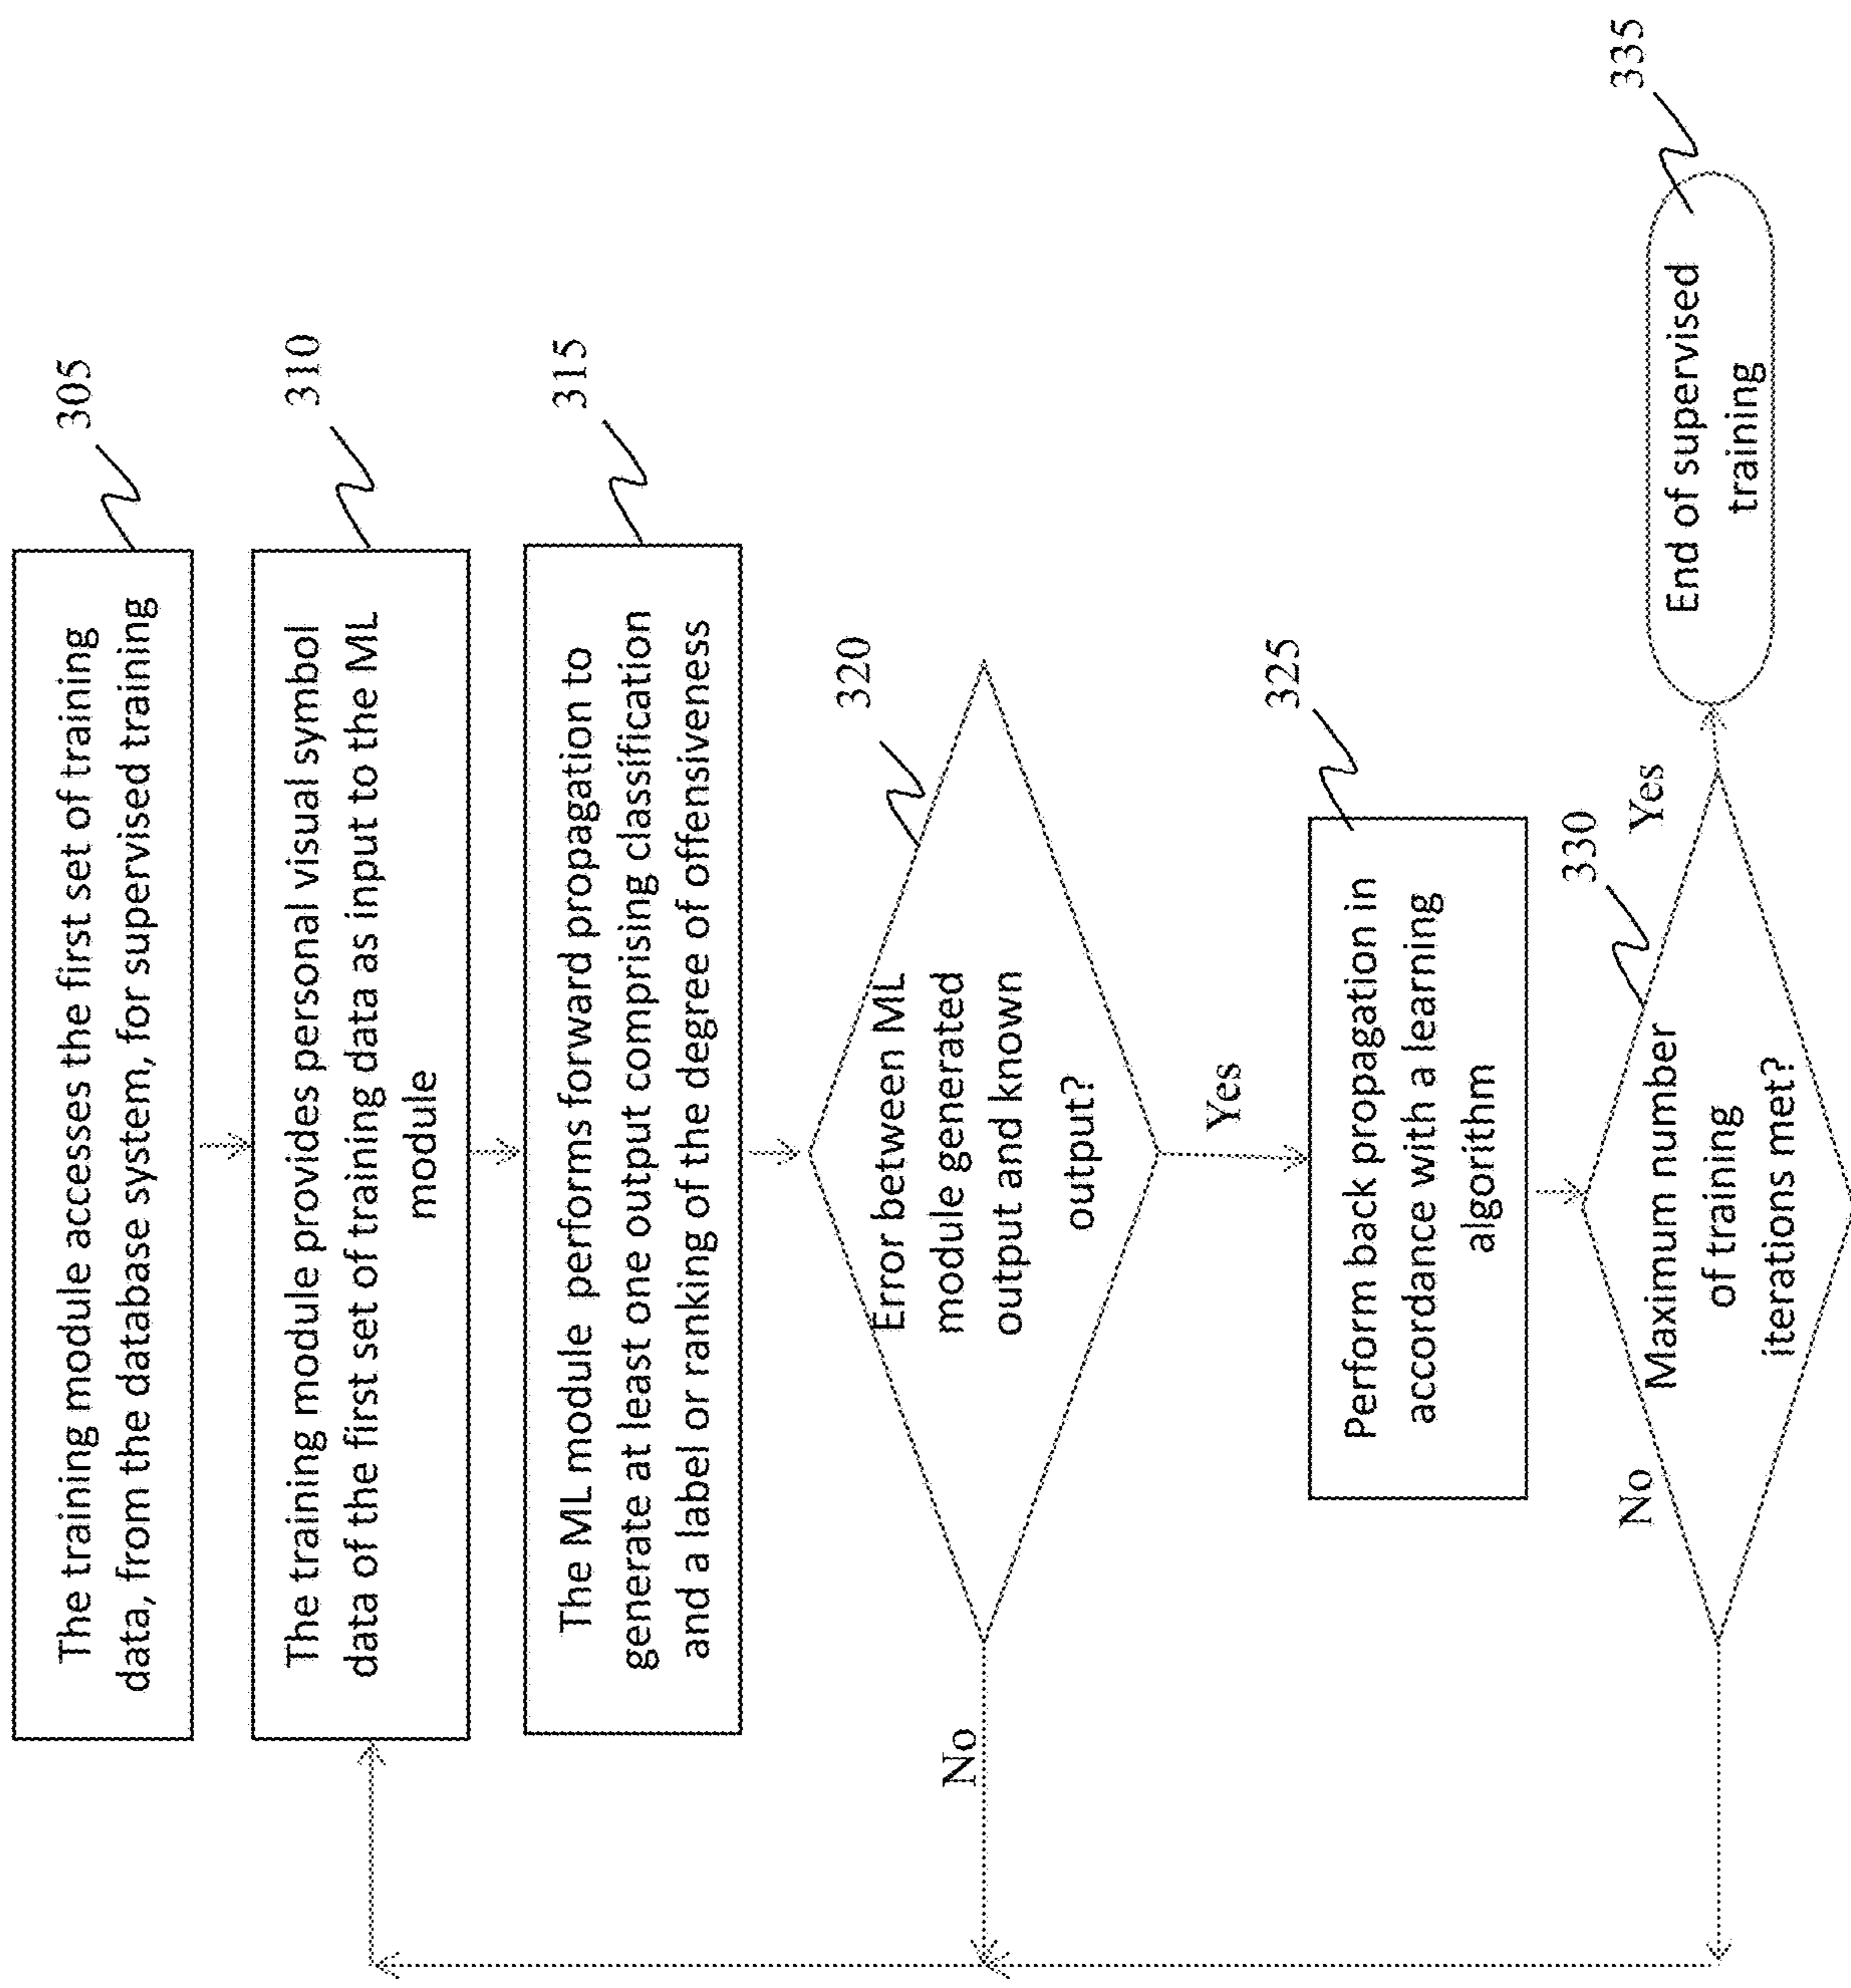 305
The training module accesses the first set of training
data, from the database system, for supervised training
310
The training module provides personal visual symbol
data of the first set of training data as input to the ML
module
315
The ML module performs forward propagation to
generate at least one output comprising classification
and a label or ranking of the degree of offensiveness
320
Error between ML
module generated
output and known
output?
No
Yes
325
Perform back propagation in
accordance with a learning
algorithm
330
Maximum number
of training
iterations met?
No
Yes
335
End of supervised
training